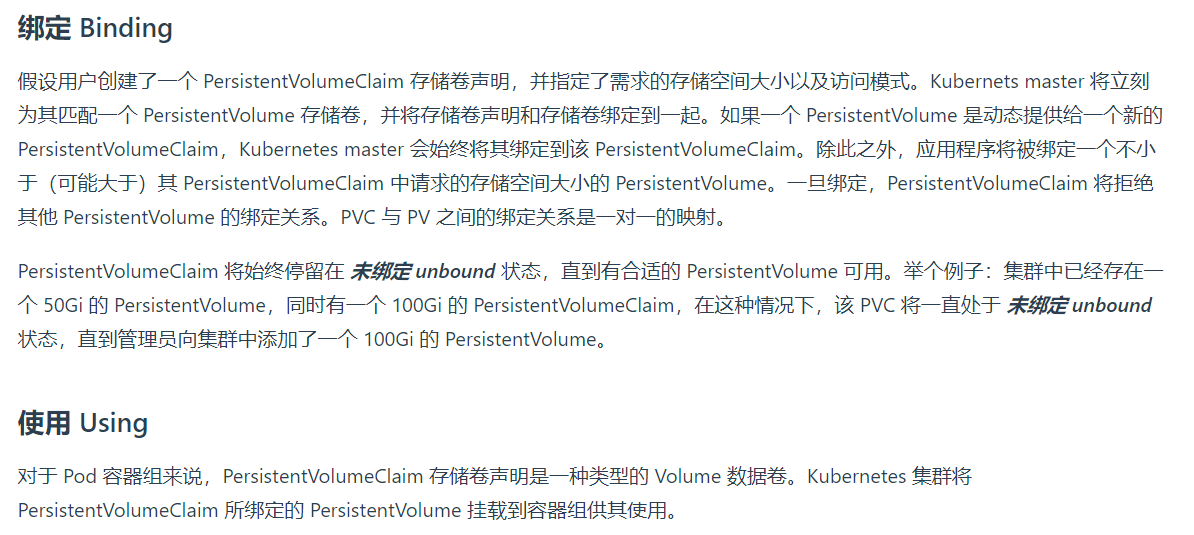 绑定 Binding
假设用户创建了一个 PersistentVolumeClaim 存储卷声明，并指定了需求的存储空间大小以及访问模式。Kubernets master 将立刻
为其匹配一个 PersistentVolume 存储卷，并将存储卷声明和存储卷绑定到一起。如果一个 PersistentVolume 是动态提供给一个新的
PersistentVolumeClaim，Kubernetes master 会始终将其绑定到该 PersistentVolumeClaim。除此之外，应用程序将被绑定一个不小
于（可能大于）其 PersistentVolumeClaim 中请求的存储空间大小的 PersistentVolume。一旦绑定，PersistentVolumeClaim 将拒绝
其他 PersistentVolume 的绑定关系。PVC 与 PV 之间的绑定关系是一对一的映射。
PersistentVolumeClaim 将始终停留在 未绑定 unbound 状态，直到有合适的 PersistentVolume 可用。举个例子：集群中已经存在一
个 50Gi 的 PersistentVolume，同时有一个 100Gi 的 PersistentVolumeClaim，在这种情况下，该 PVC 将一直处于 未绑定 unbound
状态，直到管理员向集群中添加了一个 100Gi 的 PersistentVolume。
使用 Using
对于 Pod 容器组来说，PersistentVolumeClaim 存储卷声明是一种类型的 Volume 数据卷。Kubernetes 集群将
PersistentVolumeClaim 所绑定的 PersistentVolume 挂载到容器组供其使用。